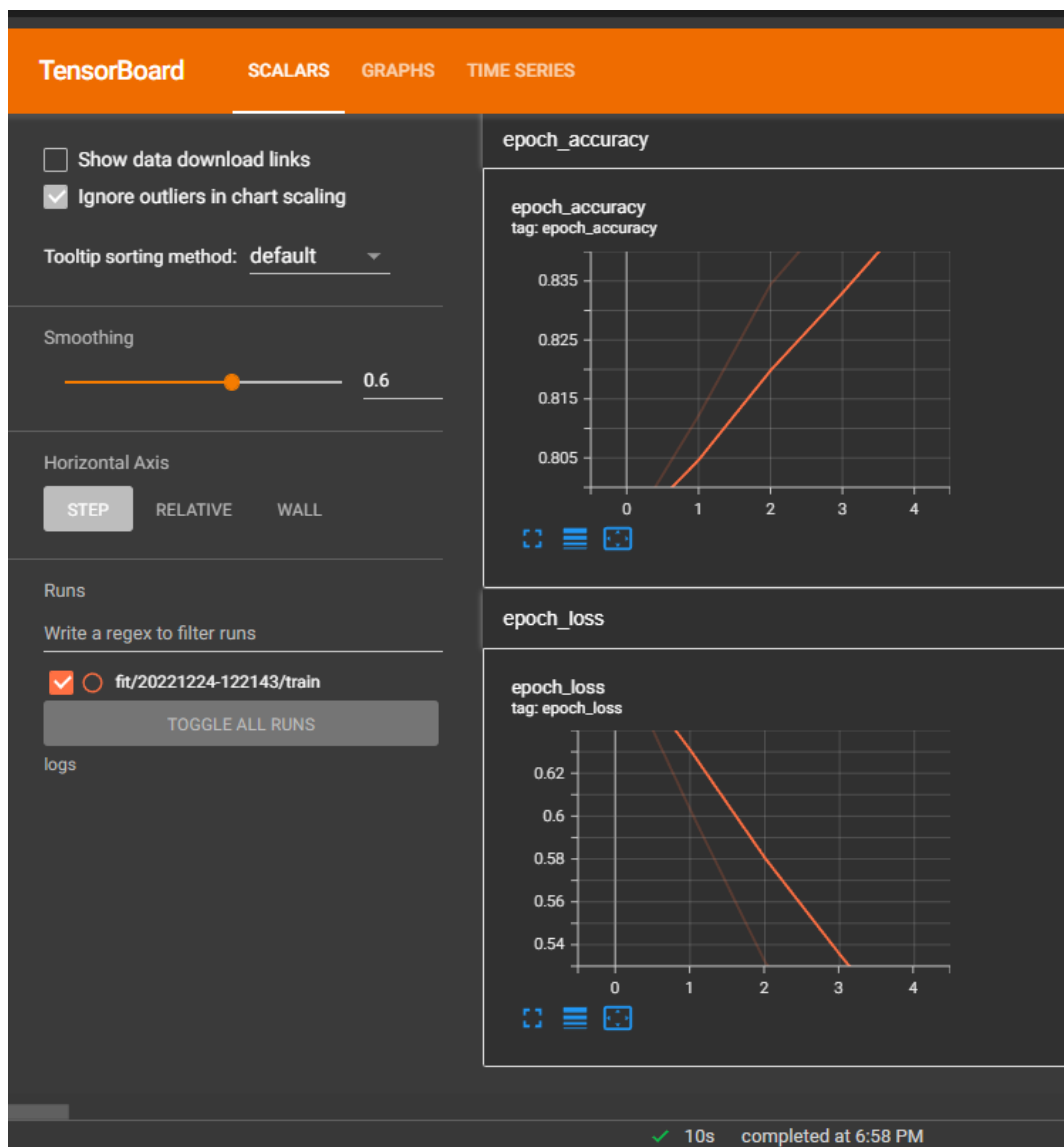 TensorBoard SCALARS GRAPHS TIME SERIES
Show data download links
Ignore outliers in chart scaling
Tooltip sorting method: default
Smoothing
0.6
Horizontal Axis
STEP RELATIVE WALL
Runs
Write a regex to filter runs
fit/20221224-122143/train
TOGGLE ALL RUNS
logs
epoch_accuracy
epoch_accuracy
tag: epoch_accuracy
0.835
0.825
0.815
0.805
0 1 2 3 4
epoch_loss
epoch_loss
tag: epoch_loss
0.62
0.6
0.58
0.56
0.54
0 1 2 3 4
10s completed at 6:58 PM